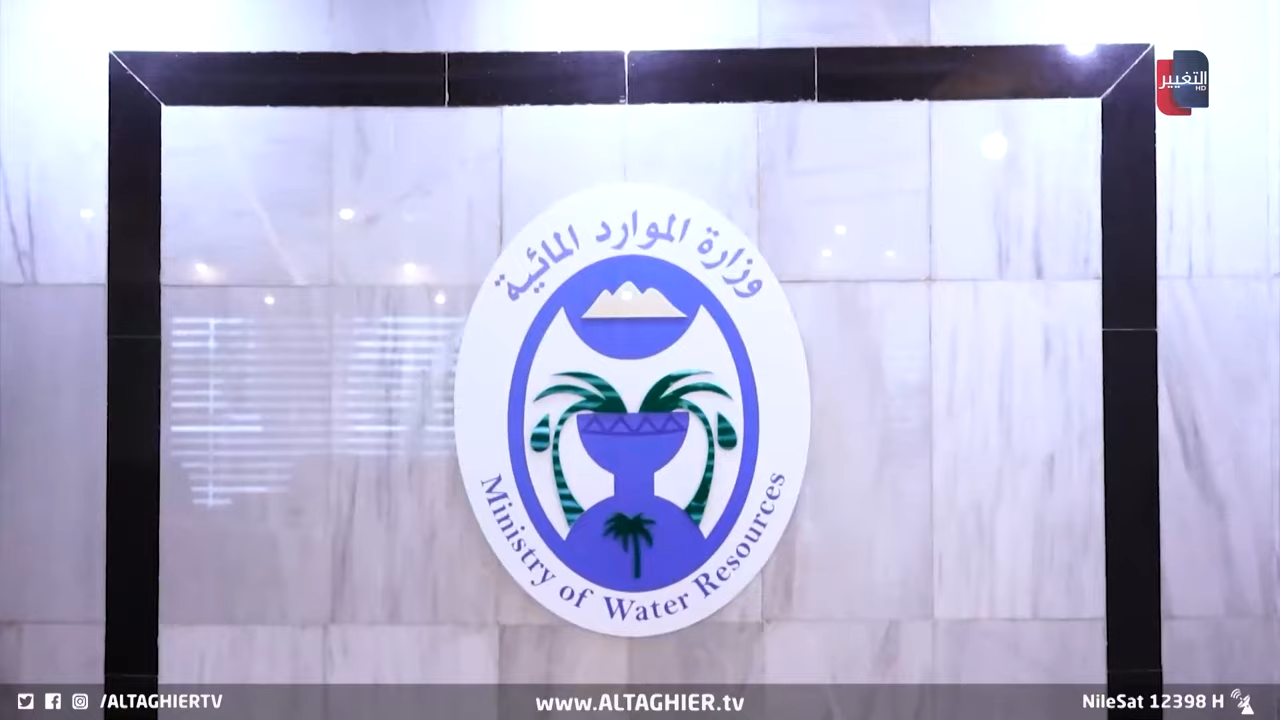 التغيير
HD
وزارة الموارد المائية
Ministry of Water Resources
/ALTAGHIERTV
www.ALTAGHIER.tv
NileSat 12398 H